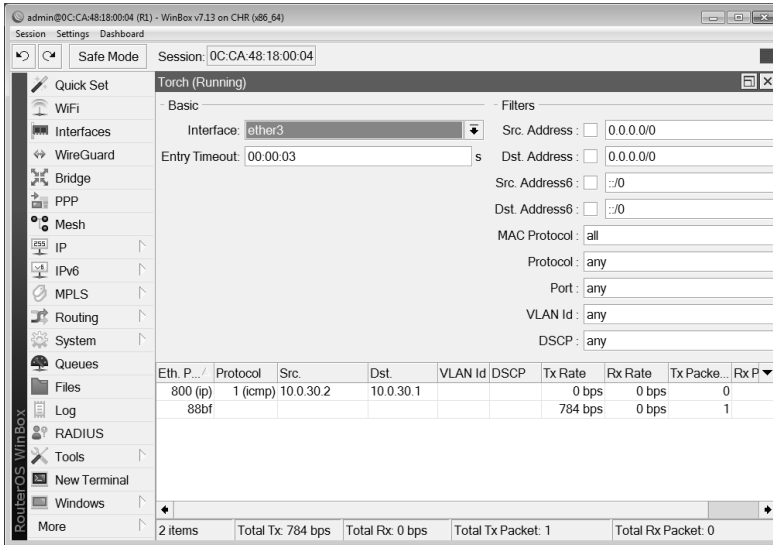 admin@0C:CA:48:18:00:04 (R1) - WinBox v7.13 on CHR (x86_64)
Session Settings Dashboard
Safe Mode Session: 0C:CA:48:18:00:04
Quick Set
WiFi
Interfaces
WireGuard
Bridge
PPP
Mesh
255 IP
v6 IPv6
MPLS
Routing
System
Queues
Files
Log
RADIUS
Tools
New Terminal
Windows
More
RouterOS WinBox
Torch (Running)
Basic
Interface: ether3
Entry Timeout: 00:00:03 s
Filters
Src. Address : 0.0.0.0/0
Dst. Address : 0.0.0.0/0
Src. Address6 : ::/0
Dst. Address6 : ::/0
MAC Protocol : all
Protocol : any
Port : any
VLAN Id : any
DSCP : any
Eth. P... Protocol Src. Dst. VLAN Id DSCP Tx Rate Rx Rate Tx Packe... Rx P
800 (ip) 1 (icmp) 10.0.30.2 10.0.30.1 0 bps 0 bps 0
88bf 784 bps 0 bps 1
2 items Total Tx: 784 bps Total Rx: 0 bps Total Tx Packet: 1 Total Rx Packet: 0